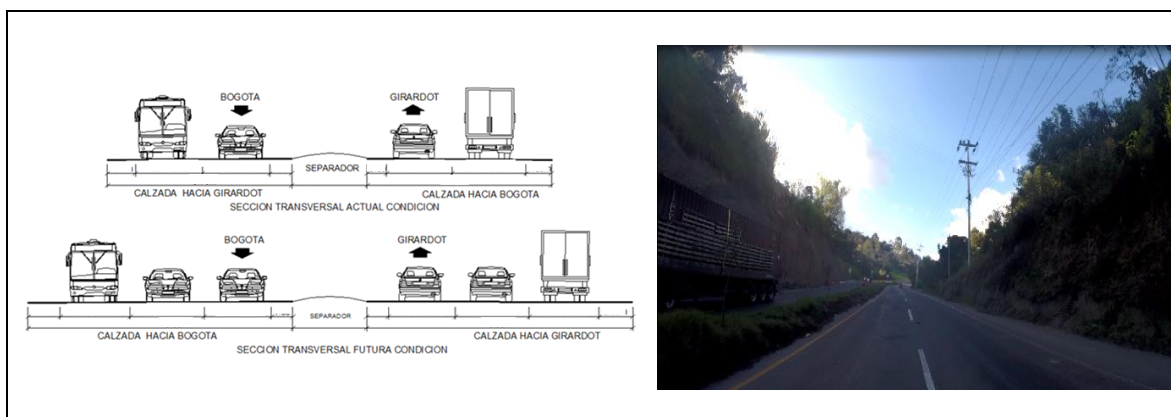 BOGOTA
GIRARDOT
SEPARADOR
CALZADA HACIA GIRARDOT
CALZADA HACIA BOGOTA
SECCION TRANSVERSAL ACTUAL CONDICION
BOGOTA
GIRARDOT
SEPARADOR
CALZADA HACIA BOGOTA
CALZADA HACIA GIRARDOT
SECCION TRANSVERSAL FUTURA CONDICION